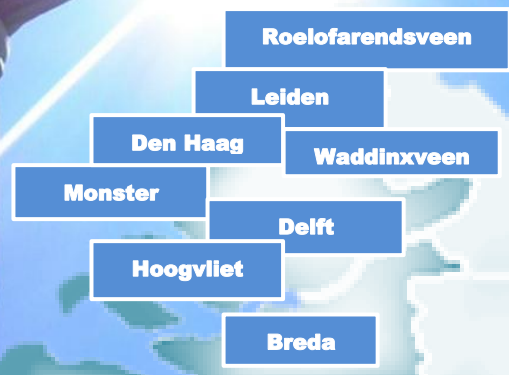 Roelofarendsveen
Leiden
Den Haag
Waddinxveen
Monster
Delft
Hoogvliet
Breda